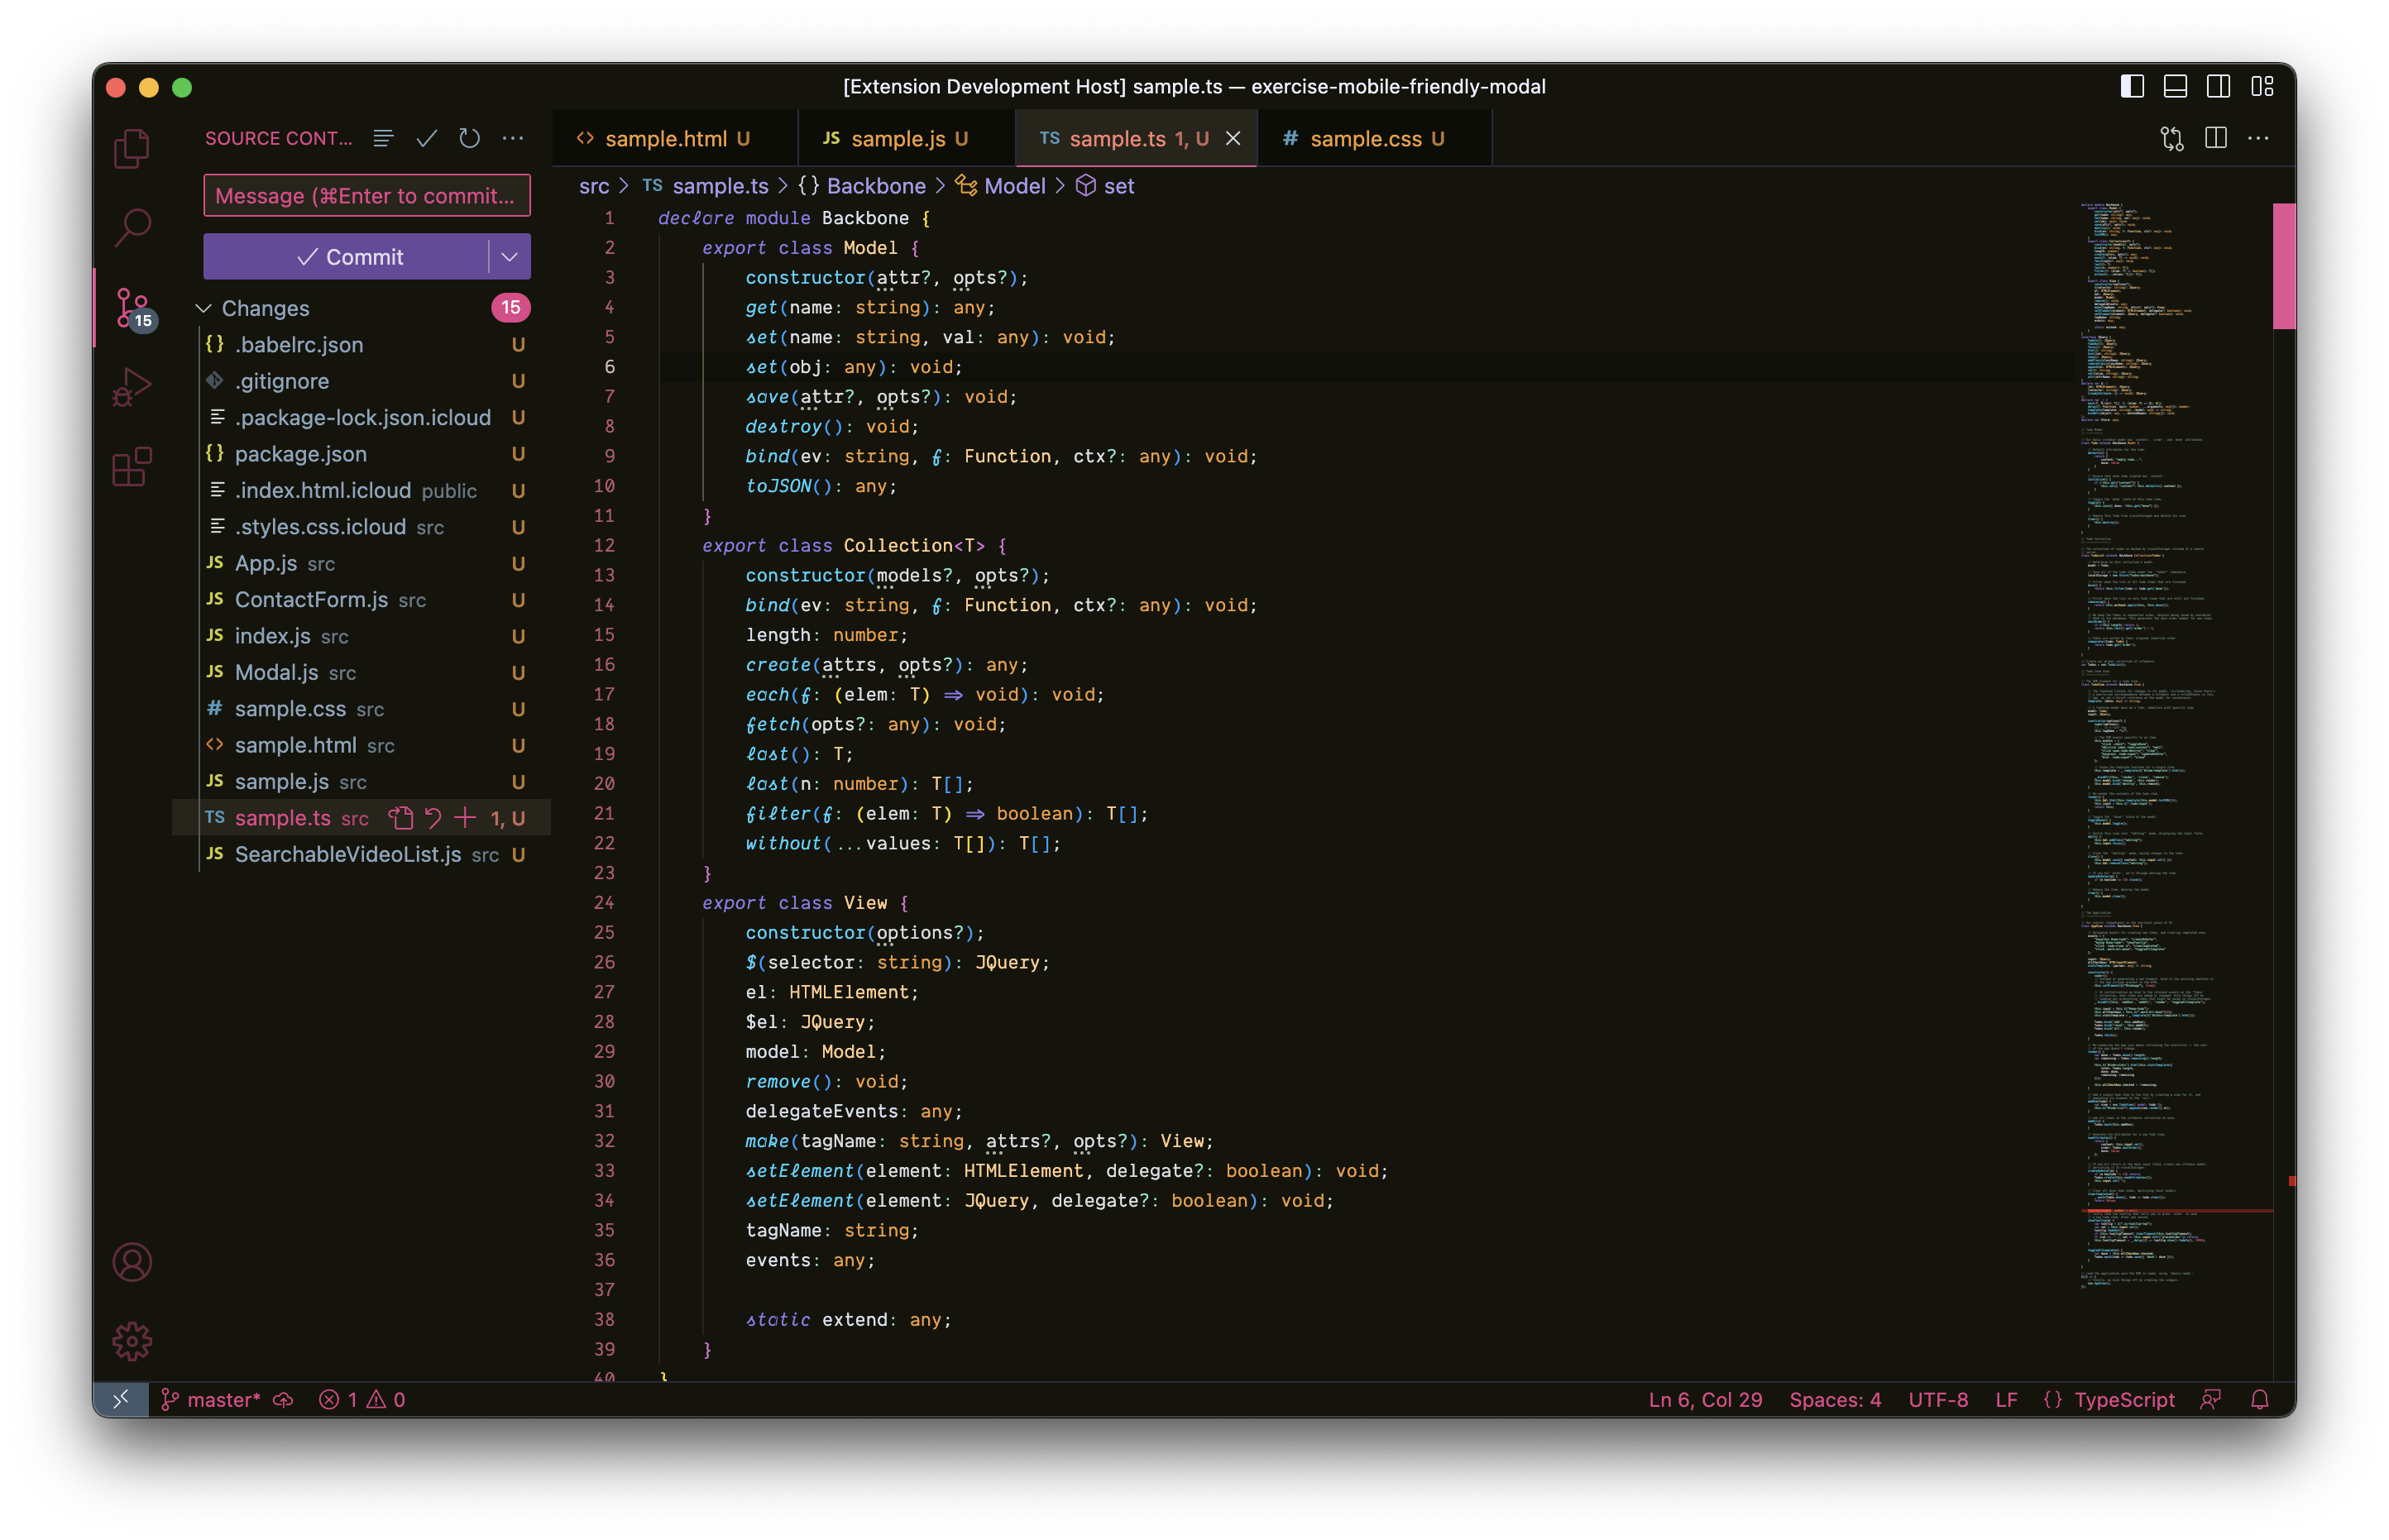 [Extension Development Host] sample.ts — exercise-mobile-friendly-modal
SOURCE CONT...
Message (⌘Enter to commit...
Commit
Changes 15
15
{} .babelrc.json U
.gitignore U
.package-lock.json.icloud U
{} package.json U
.index.html.icloud public U
.styles.css.icloud src U
JS App.js src U
JS ContactForm.js src U
JS index.js src U
JS Modal.js src U
# sample.css src U
<> sample.html src U
JS sample.js src U
TS sample.ts src 1, U
JS SearchableVideoList.js src U
<> sample.html U
JS sample.js U
TS sample.ts 1, U
# sample.css U
src > TS sample.ts > {} Backbone > Model > set
1 declare module Backbone {
2 export class Model {
3 constructor(attr?, opts?);
4 get(name: string): any;
5 set(name: string, val: any): void;
6 set(obj: any): void;
7 save(attr?, opts?): void;
8 destroy(): void;
9 bind(ev: string, f: Function, ctx?: any): void;
10 toJSON(): any;
11 }
12 export class Collection<T> {
13 constructor(models?, opts?);
14 bind(ev: string, f: Function, ctx?: any): void;
15 length: number;
16 create(attrs, opts?): any;
17 each(f: (elem: T) => void): void;
18 fetch(opts?: any): void;
19 last(): T;
20 last(n: number): T[];
21 filter(f: (elem: T) => boolean): T[];
22 without(...values: T[]): T[];
23 }
24 export class View {
25 constructor(options?);
26 $(selector: string): JQuery;
27 el: HTMLElement;
28 $el: JQuery;
29 model: Model;
30 remove(): void;
31 delegateEvents: any;
32 make(tagName: string, attrs?, opts?): View;
33 setElement(element: HTMLElement, delegate?: boolean): void;
34 setElement(element: JQuery, delegate?: boolean): void;
35 tagName: string;
36 events: any;
37
38 static extend: any;
39 }
40 }
master* 1 0
Ln 6, Col 29 Spaces: 4 UTF-8 LF {} TypeScript